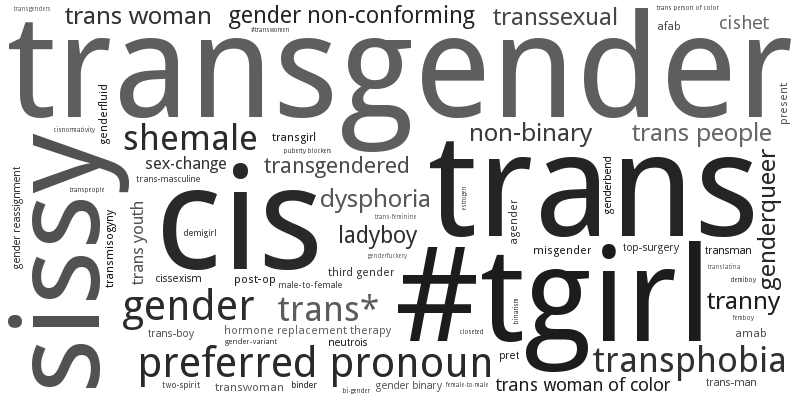 transgenders
trans woman
gender non-conforming
transsexual
trans person of color
#transwomen
afab
cishet
transgender
genderfluid
present
cisnormativity
shemale
transgirl
non-binary
trans people
sissy
puberty blockers
sex-change
transgendered
trans
genderbend
genderqueer
trans-masculine
gender reassignment
transpeople
cis
dysphoria
estrogen
agender
transmisogyny
trans youth
trans-feminine
demigirl
ladyboy
misgender
top-surgery
transman
genderfuckery
translatina
third gender
cissexism
post-op
male-to-female
#tgirl
demiboy
gender
trans*
tranny
binarism
femboy
trans-boy
hormone replacement therapy
closeted
amab
gender-variant
neutrois
preferred pronoun
pret
transphobia
two-spirit
transwoman
binder
bi-gender
gender binary
female-to-male
trans woman of color
trans-man